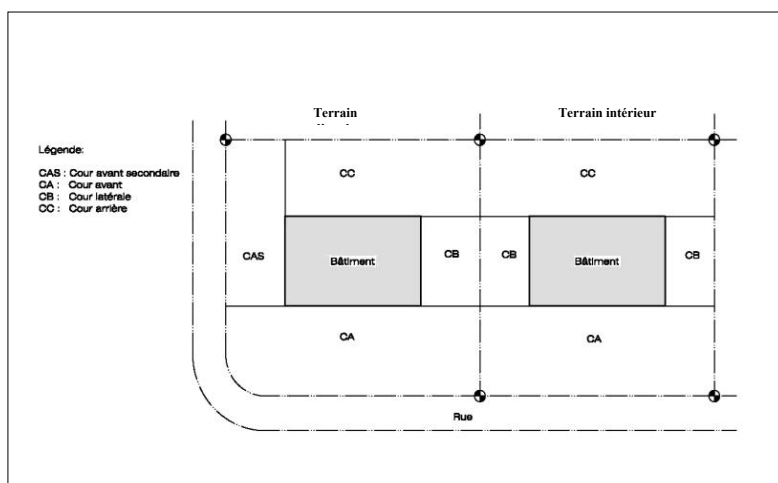 Terrain
Terrain intérieur
Légende:
CAS : Cour avant secondaire
CA : Cour avant
CB : Cour latérale
CC : Cour arrière
CC
CC
CAS
Bâtiment
CB
CB
Bâtiment
CB
CA
CA
Rue